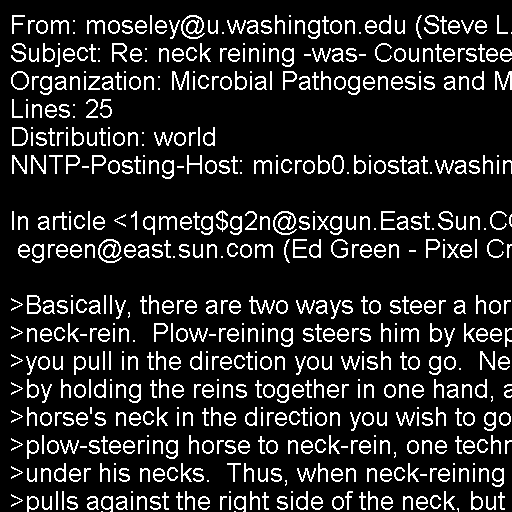 From: moseley@u.washington.edu (Steve L.
Subject: Re: neck reining -was- Counterstee
Organization: Microbial Pathogenesis and M
Lines: 25
Distribution: world
NNTP-Posting-Host: microb0.biostat.washin

In article <1qmetg$g2n@sixgun.East.Sun.CO
 egreen@east.sun.com (Ed Green - Pixel Cr

>Basically, there are two ways to steer a hor
>neck-rein.  Plow-reining steers him by keep
>you pull in the direction you wish to go.  Ne
>by holding the reins together in one hand, a
>horse's neck in the direction you wish to go
>plow-steering horse to neck-rein, one techn
>under his necks.  Thus, when neck-reining
>pulls against the right side of the neck, but